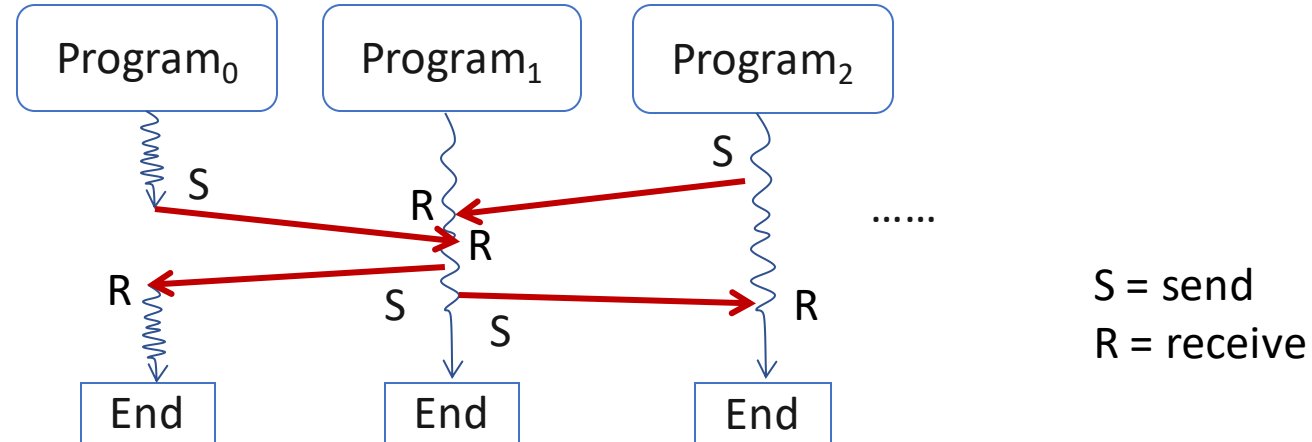 Program₀
Program₁
Program₂
S
S
R
R
......
R
S
R
S
S = send
R = receive
End
End
End